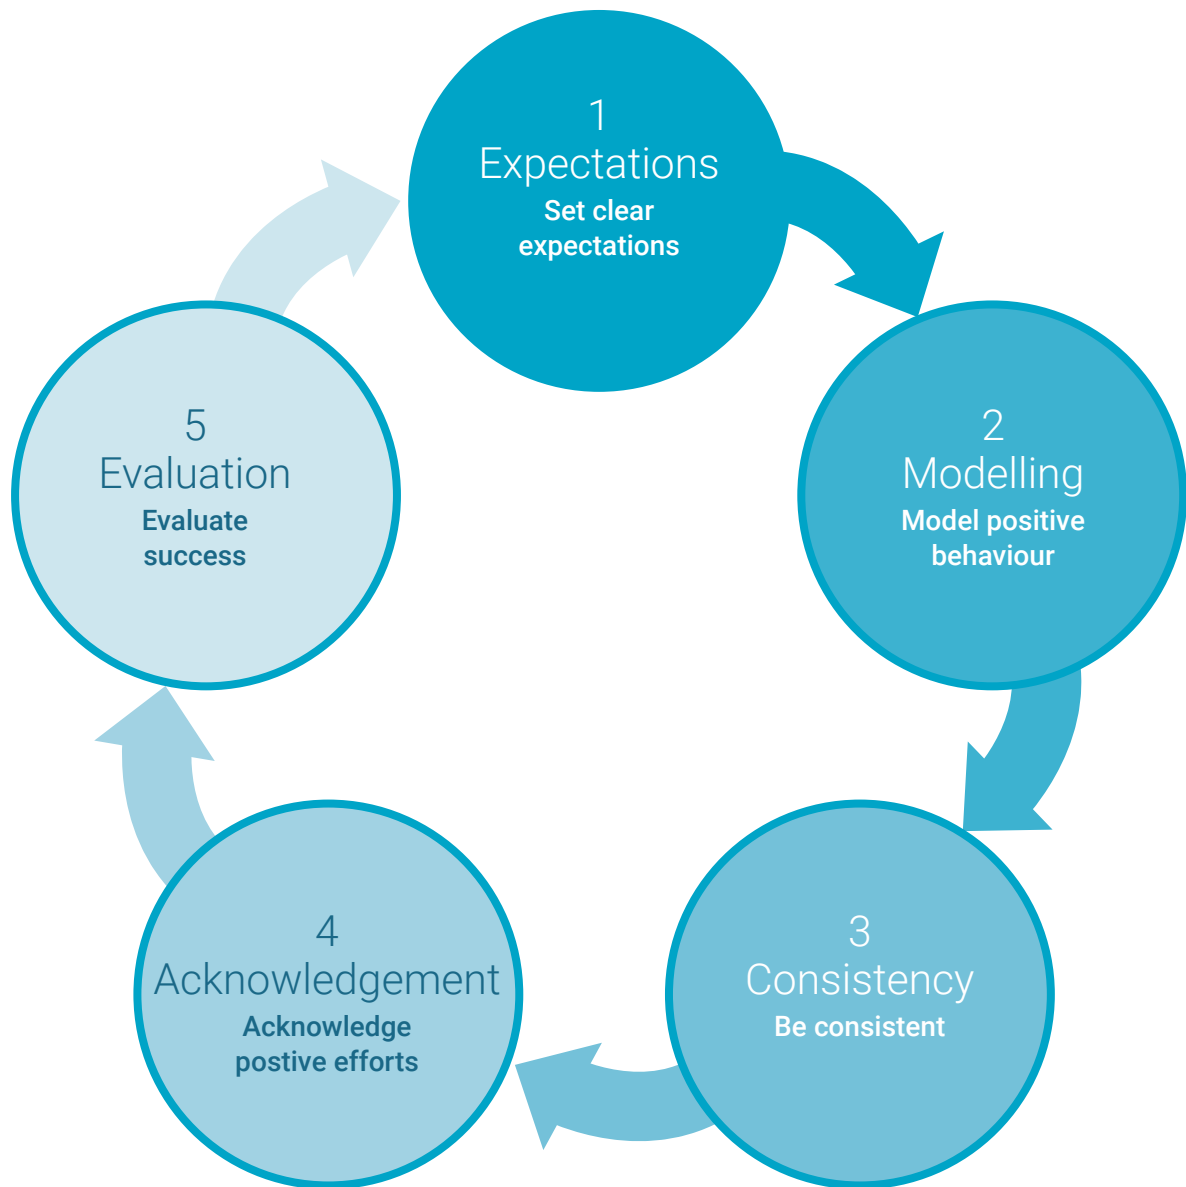 1
Expectations
Set clear
expectations
2
Modelling
Model positive
behaviour
3
Consistency
Be consistent
4
Acknowledgement
Acknowledge
postive efforts
5
Evaluation
Evaluate
success